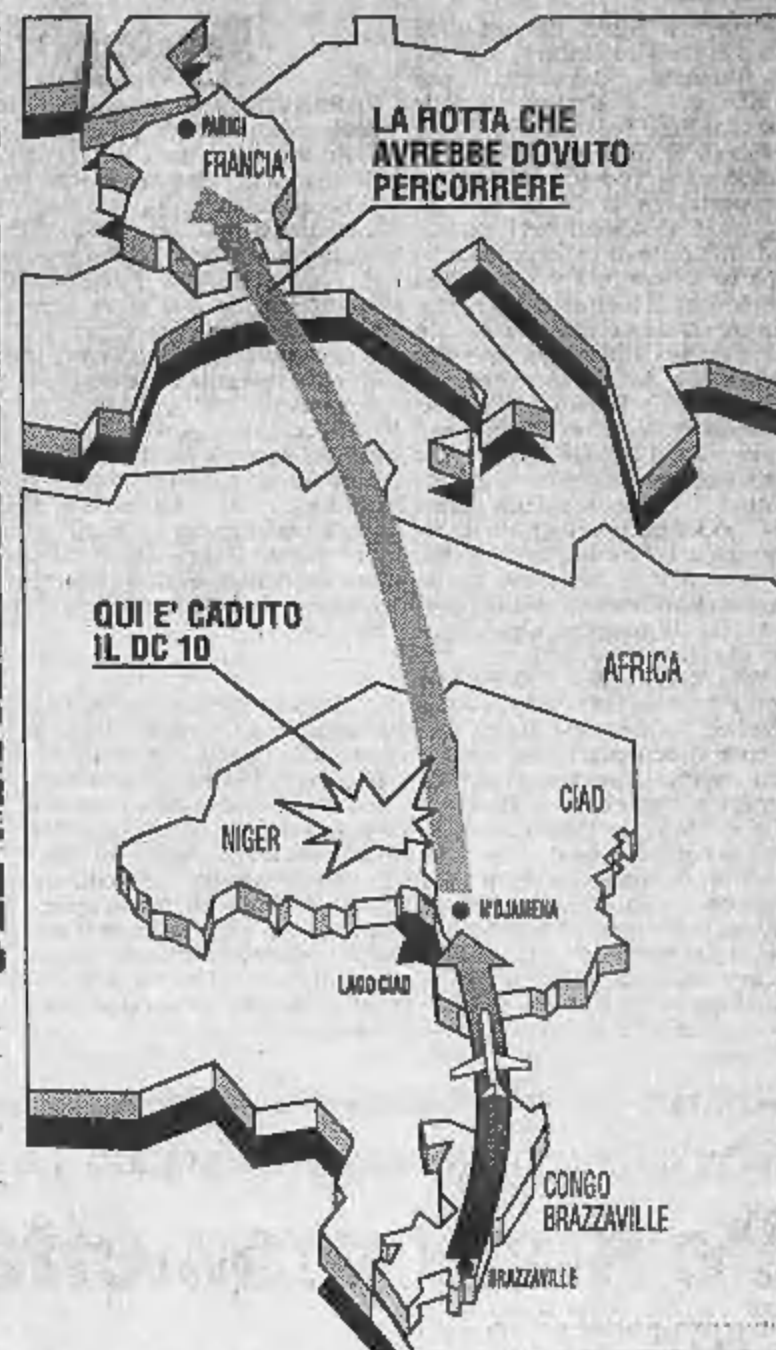 PARIGI
FRANCIA
LA ROTTA CHE
AVREBBE DOVUTO
PERCORRERE
QUI E' CADUTO
IL DC 10
AFRICA
CIAD
NIGER
N'DJAMENA
LAGO CIAD
CONGO
BRAZZAVILLE
BRAZZAVILLE